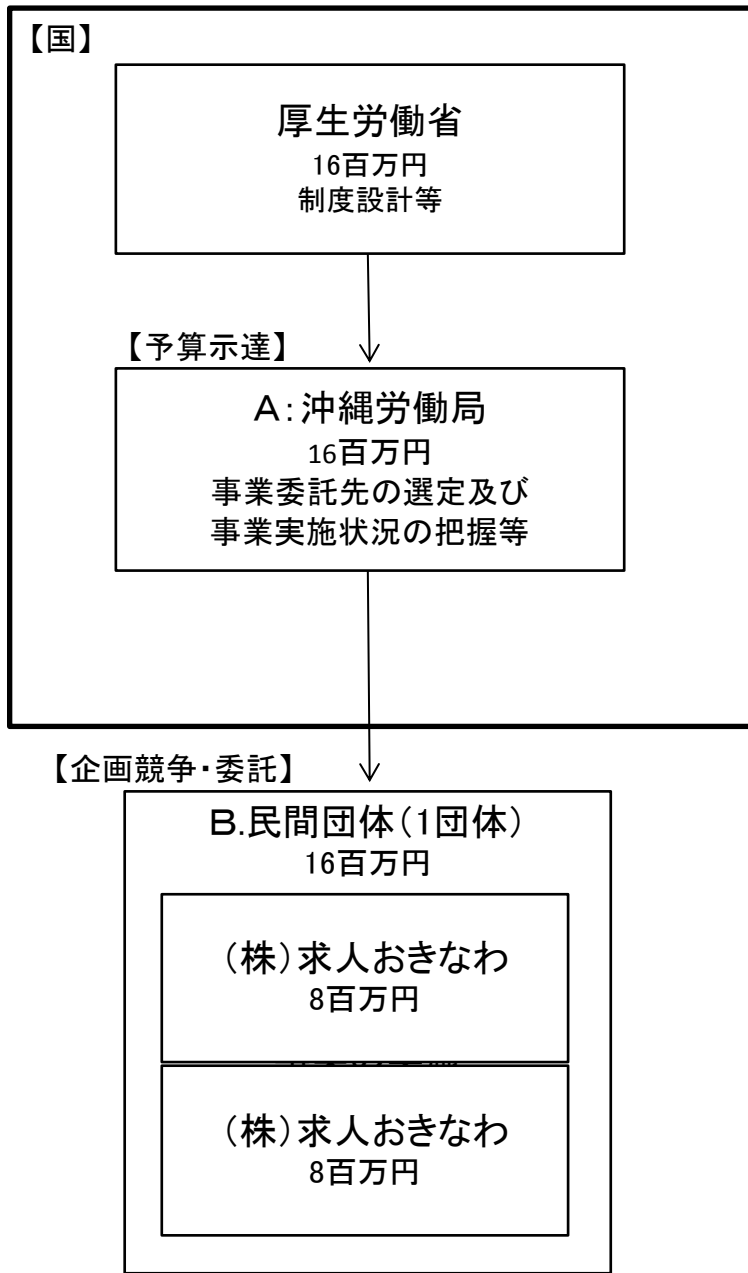 【国】
厚生労働省
16百万円
制度設計等
【予算示達】
A:沖縄労働局
16百万円
事業委託先の選定及び
事業実施状況の把握等
【企画競争・委託】
B.民間団体(1団体)
16百万円
(株)求人おきなわ
8百万円
(株)求人おきなわ
8百万円